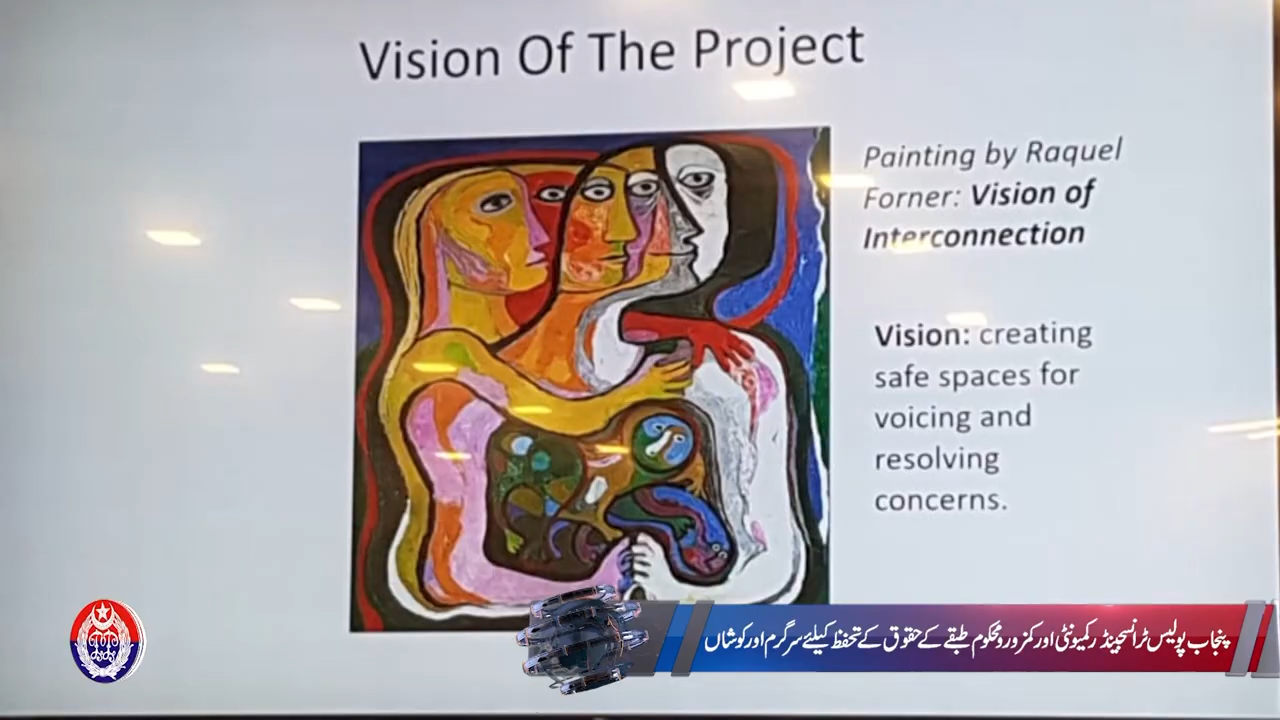 Vision Of The Project
Painting by Raquel
Forner: Vision of
Interconnection
Vision: creating
safe spaces for
voicing and
resolving
concerns.
پنجاب پولیس ٹرانسجینڈر کمیونٹی اور کمزور و محکوم طبقے کے حقوق کے تحفظ کیلئے سرگرم اور کوشاں